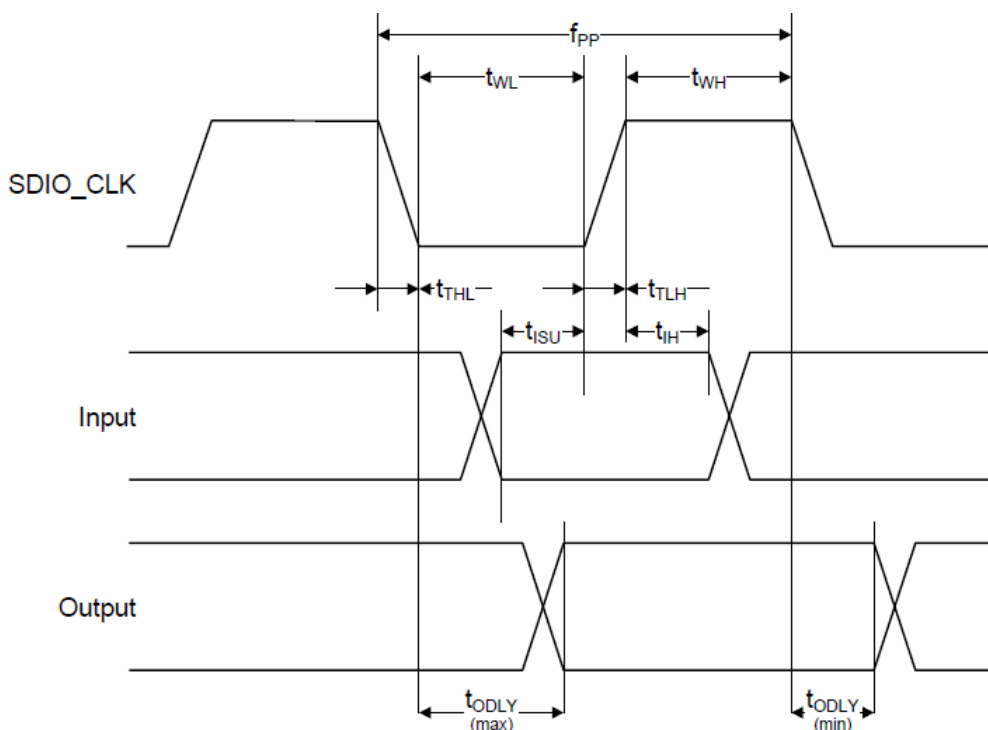 fPP
tWL
tWH
SDIO_CLK
tTHL
tTLH
tISU
tIH
Input
Output
tODLY
(max)
tODLY
(min)